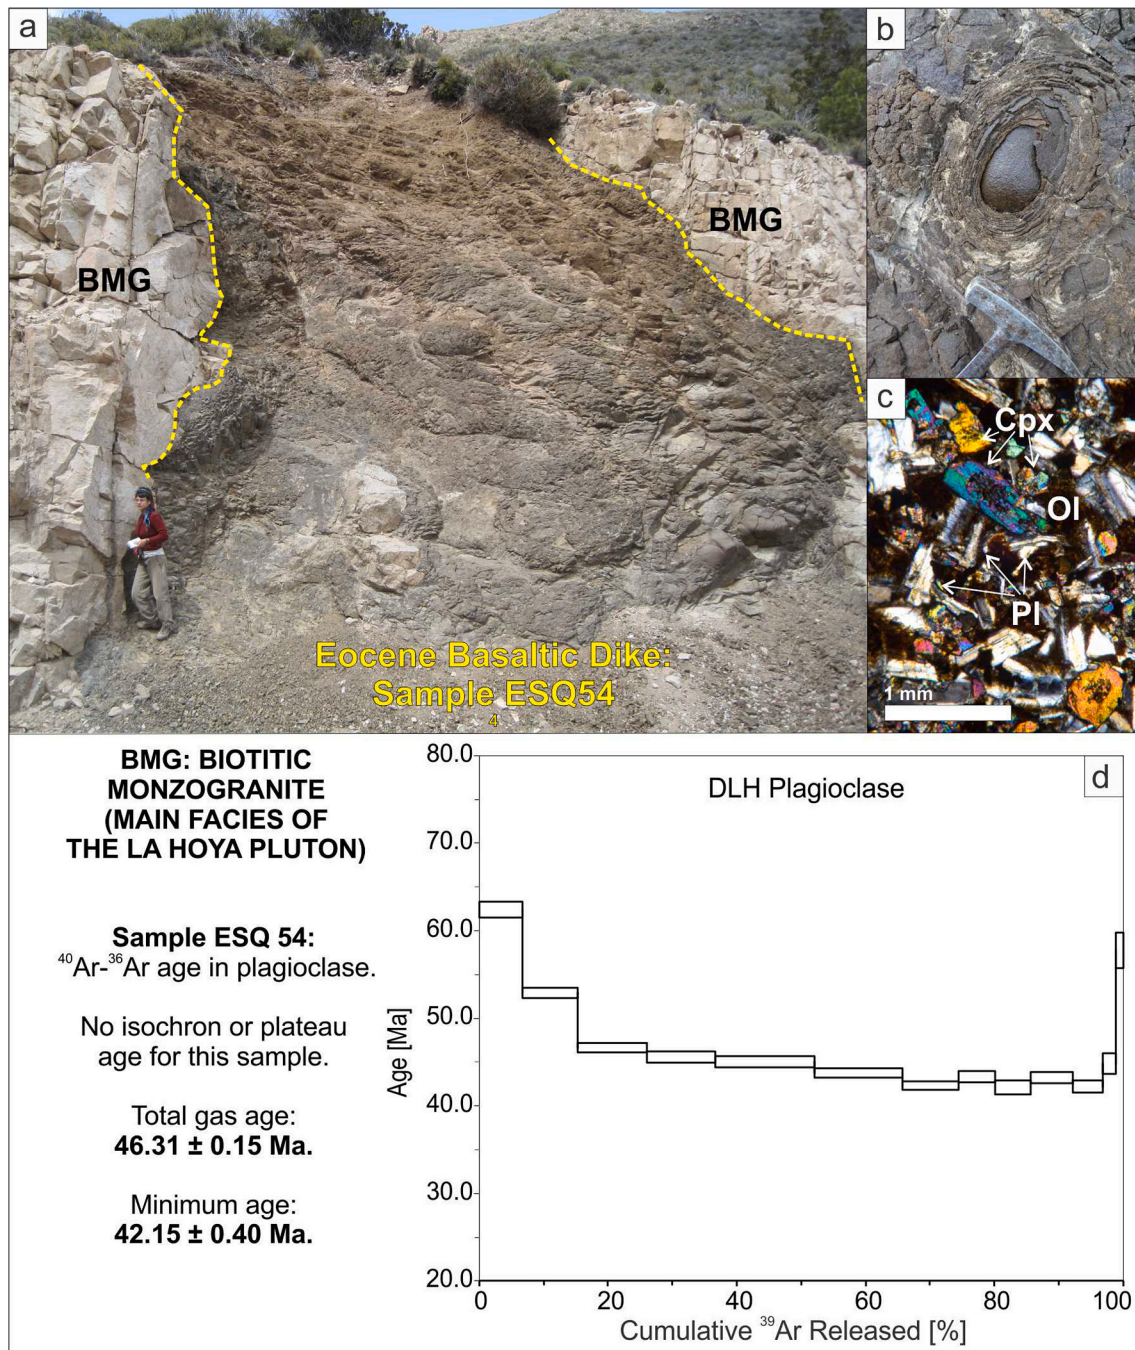 a
BMG
BMG
Eocene Basaltic Dike:
Sample ESQ54
4
b
c
Cpx
Ol
Pl
1 mm
BMG: BIOTITIC
MONZOGRANITE
(MAIN FACIES OF
THE LA HOYA PLUTON)
Sample ESQ 54:
40Ar-36Ar age in plagioclase.
No isochron or plateau
age for this sample.
Total gas age:
46.31 ± 0.15 Ma.
Minimum age:
42.15 ± 0.40 Ma.
d
DLH Plagioclase
Age [Ma]
80.0
70.0
60.0
50.0
40.0
30.0
20.0
0
20
40
60
80
100
Cumulative 39Ar Released [%]